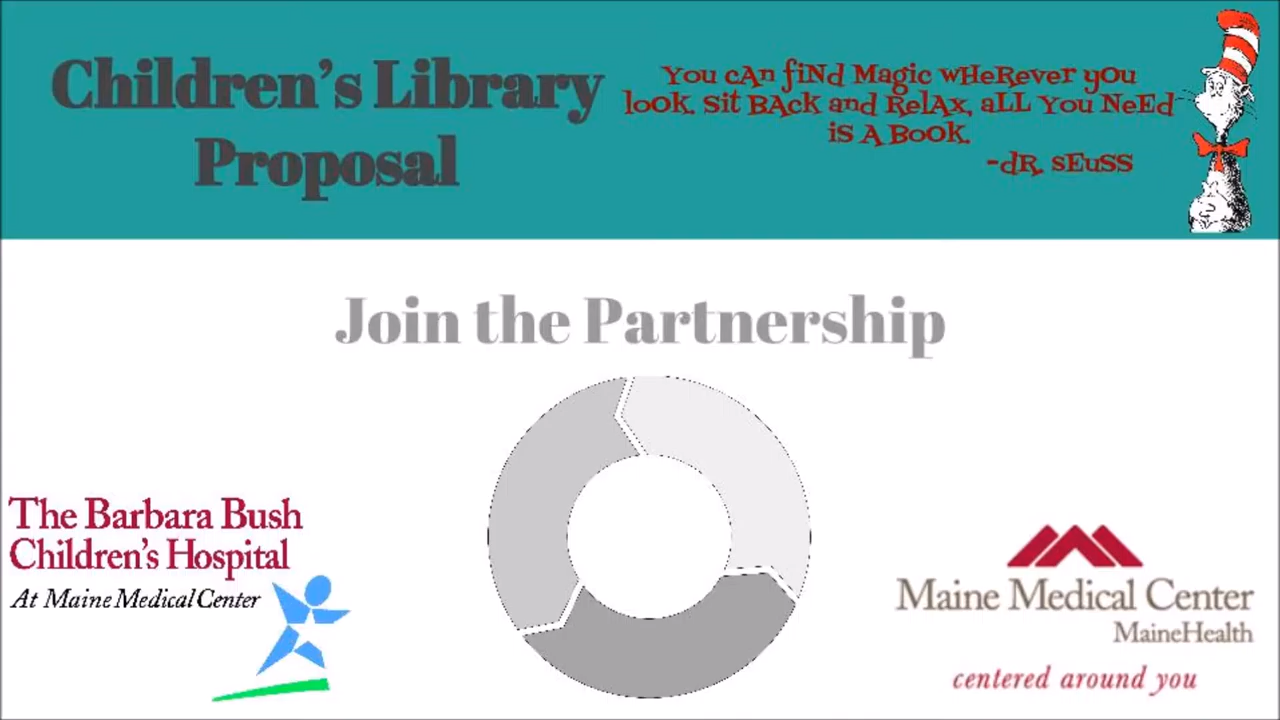 Children's Library
Proposal
You can find Magic wHeRever you
look. Sit BAck and RelAx, aLL You NeEd
is A BoOk.
-dR. sEuSS
Join the Partnership
The Barbara Bush
Children's Hospital
At Maine Medical Center
Maine Medical Center
MaineHealth
centered around you